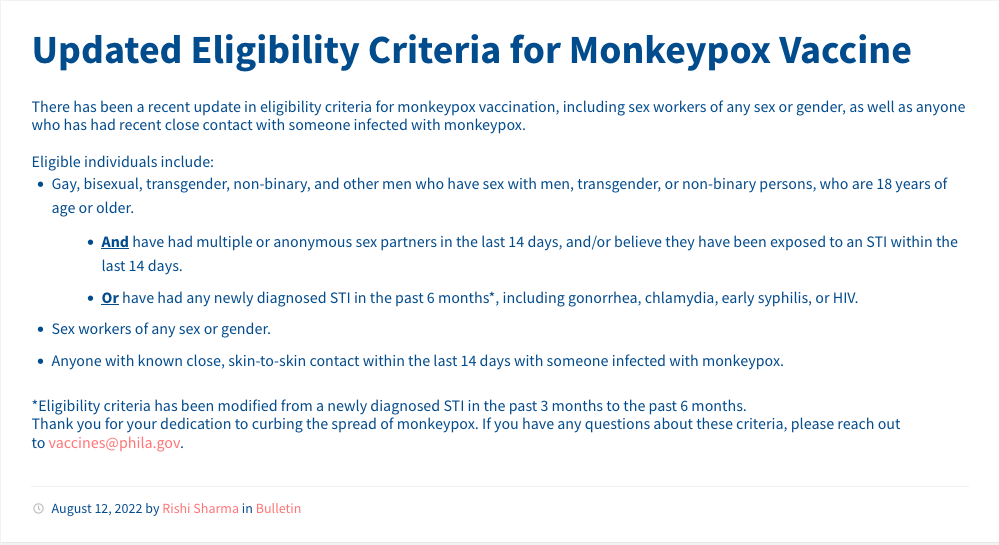 Updated Eligibility Criteria for Monkeypox Vaccine
There has been a recent update in eligibility criteria for monkeypox vaccination, including sex workers of any sex or gender, as well as anyone
who has had recent close contact with someone infected with monkeypox.
Eligible individuals include:
• Gay, bisexual, transgender, non-binary, and other men who have sex with men, transgender, or non-binary persons, who are 18 years of
age or older.
• And have had multiple or anonymous sex partners in the last 14 days, and/or believe they have been exposed to an STI within the
last 14 days.
• Or have had any newly diagnosed STI in the past 6 months*, including gonorrhea, chlamydia, early syphilis, or HIV.
• Sex workers of any sex or gender.
• Anyone with known close, skin-to-skin contact within the last 14 days with someone infected with monkeypox.
*Eligibility criteria has been modified from a newly diagnosed STI in the past 3 months to the past 6 months.
Thank you for your dedication to curbing the spread of monkeypox. If you have any questions about these criteria, please reach out
to vaccines@phila.gov.
August 12, 2022 by Rishi Sharma in Bulletin